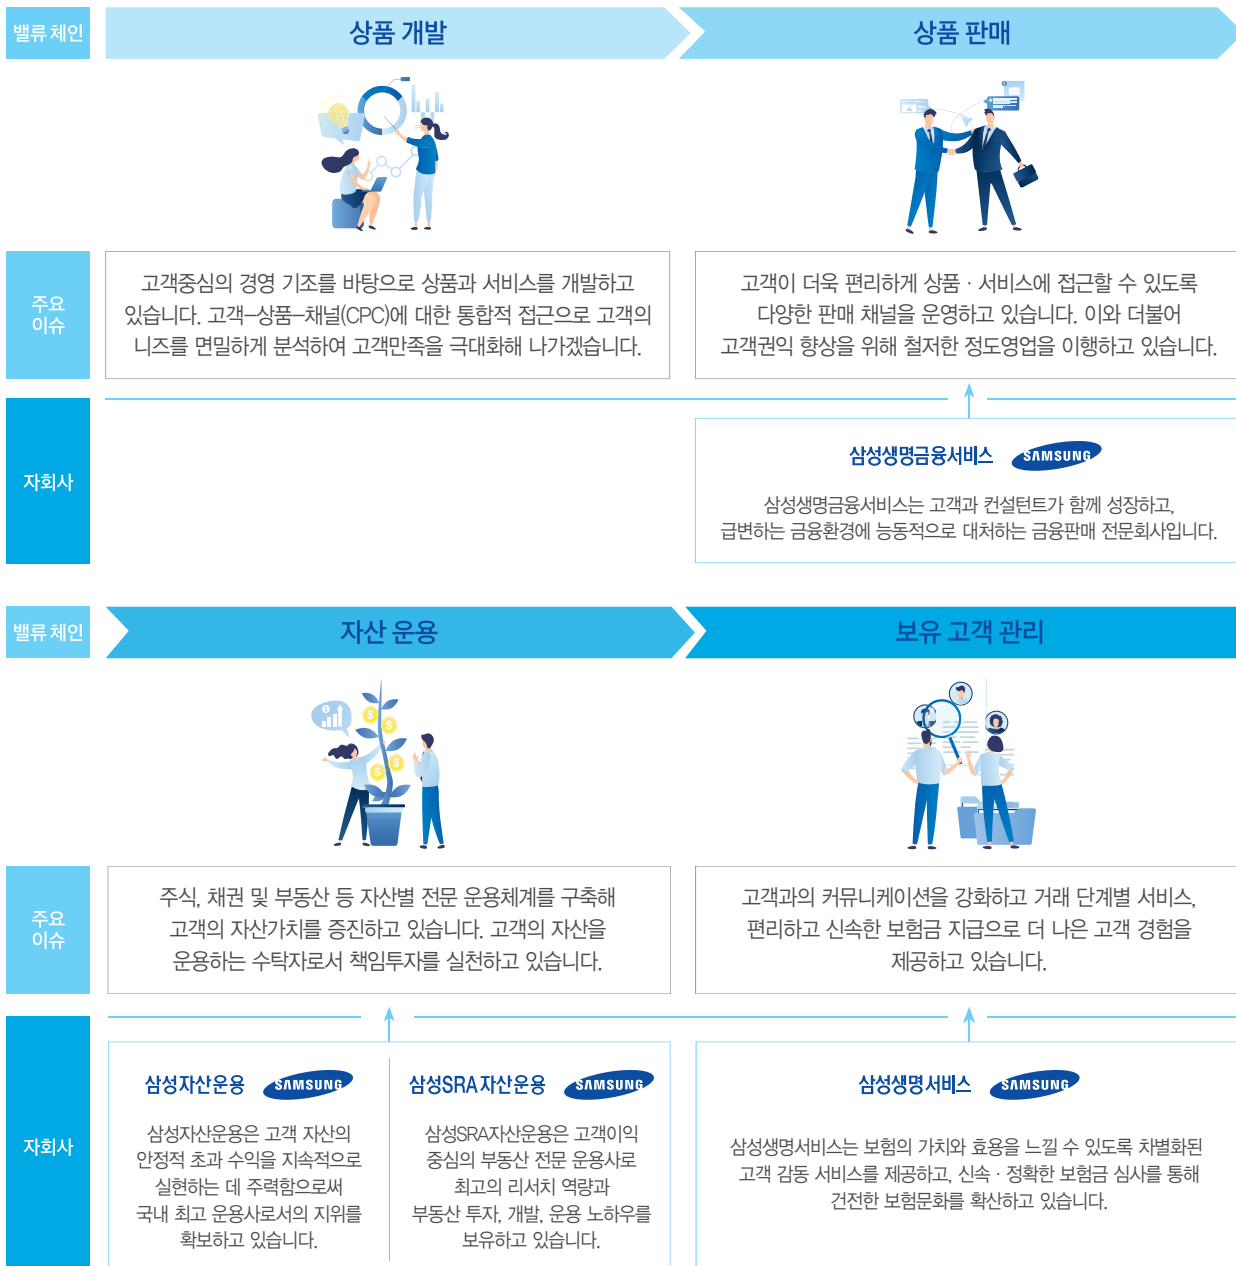 밸류 체인
상품 개발
상품 판매
주요
이슈
고객중심의 경영 기조를 바탕으로 상품과 서비스를 개발하고
있습니다. 고객–상품–채널(CPC)에 대한 통합적 접근으로 고객의
니즈를 면밀하게 분석하여 고객만족을 극대화해 나가겠습니다.
고객이 더욱 편리하게 상품 · 서비스에 접근할 수 있도록
다양한 판매 채널을 운영하고 있습니다. 이와 더불어
고객권익 향상을 위해 철저한 정도영업을 이행하고 있습니다.
자회사
삼성생명금융서비스 SAMSUNG
삼성생명금융서비스는 고객과 컨설턴트가 함께 성장하고,
급변하는 금융환경에 능동적으로 대처하는 금융판매 전문회사입니다.
밸류 체인
자산 운용
보유 고객 관리
주요
이슈
주식, 채권 및 부동산 등 자산별 전문 운용체계를 구축해
고객의 자산가치를 증진하고 있습니다. 고객의 자산을
운용하는 수탁자로서 책임투자를 실천하고 있습니다.
고객과의 커뮤니케이션을 강화하고 거래 단계별 서비스,
편리하고 신속한 보험금 지급으로 더 나은 고객 경험을
제공하고 있습니다.
자회사
삼성자산운용 SAMSUNG
삼성자산운용은 고객 자산의
안정적 초과 수익을 지속적으로
실현하는 데 주력함으로써
국내 최고 운용사로서의 지위를
확보하고 있습니다.
삼성SRA자산운용 SAMSUNG
삼성SRA자산운용은 고객이익
중심의 부동산 전문 운용사로
최고의 리서치 역량과
부동산 투자, 개발, 운용 노하우를
보유하고 있습니다.
삼성생명서비스 SAMSUNG
삼성생명서비스는 보험의 가치와 효용을 느낄 수 있도록 차별화된
고객 감동 서비스를 제공하고, 신속 · 정확한 보험금 심사를 통해
건전한 보험문화를 확산하고 있습니다.